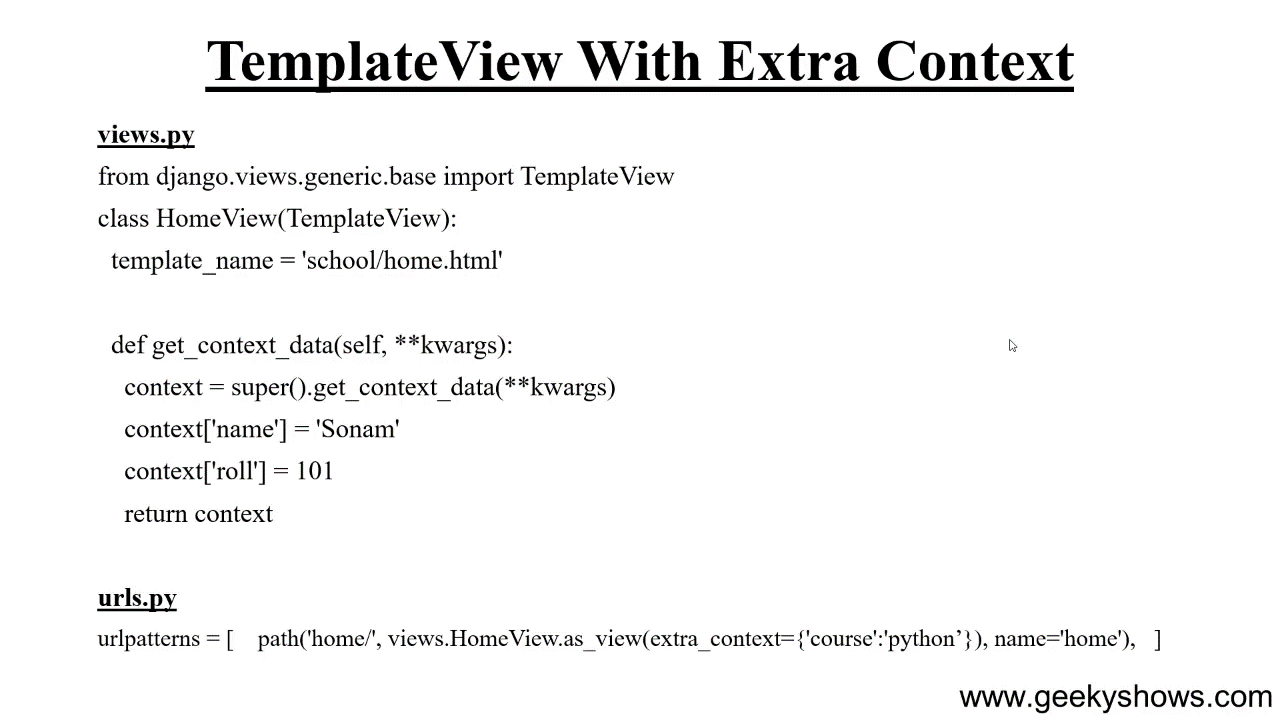 TemplateView With Extra Context
views.py
from django.views.generic.base import TemplateView
class HomeView(TemplateView):
template_name = 'school/home.html'
def get_context_data(self, **kwargs):
context = super().get_context_data(**kwargs)
context['name'] = 'Sonam'
context['roll'] = 101
return context
urls.py
urlpatterns = [ path('home/', views.HomeView.as_view(extra_context={'course':'python’}), name='home'), ]
www.geekyshows.com